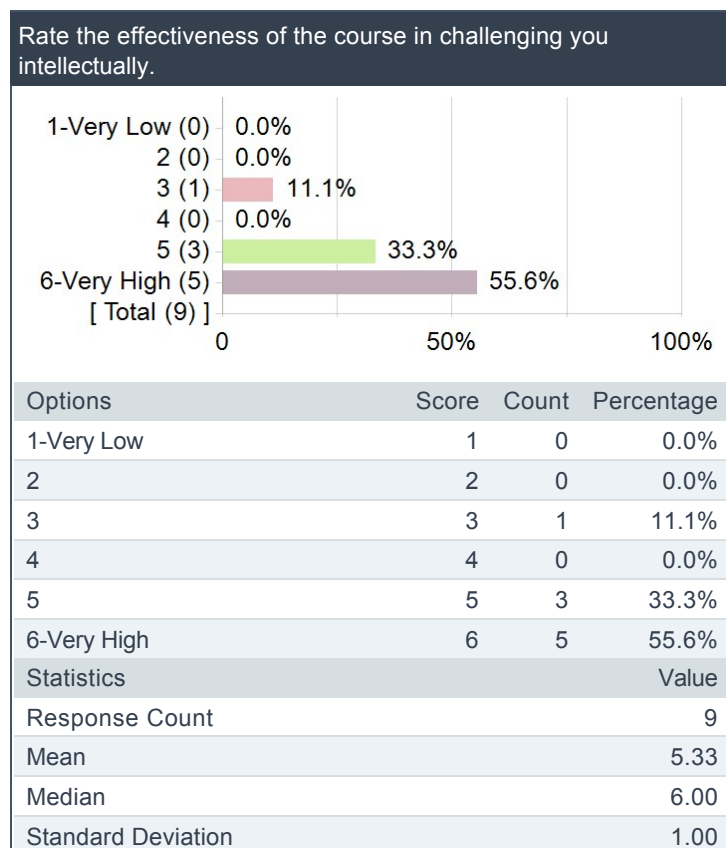 Rate the effectiveness of the course in challenging you
intellectually.
1-Very Low (0) 0.0%
2 (0) 0.0%
3 (1) 11.1%
4 (0) 0.0%
5 (3) 33.3%
6-Very High (5) 55.6%
[ Total (9) ]
0 50% 100%
Options Score Count Percentage
1-Very Low 1 0 0.0%
2 2 0 0.0%
3 3 1 11.1%
4 4 0 0.0%
5 5 3 33.3%
6-Very High 6 5 55.6%
Statistics Value
Response Count 9
Mean 5.33
Median 6.00
Standard Deviation 1.00